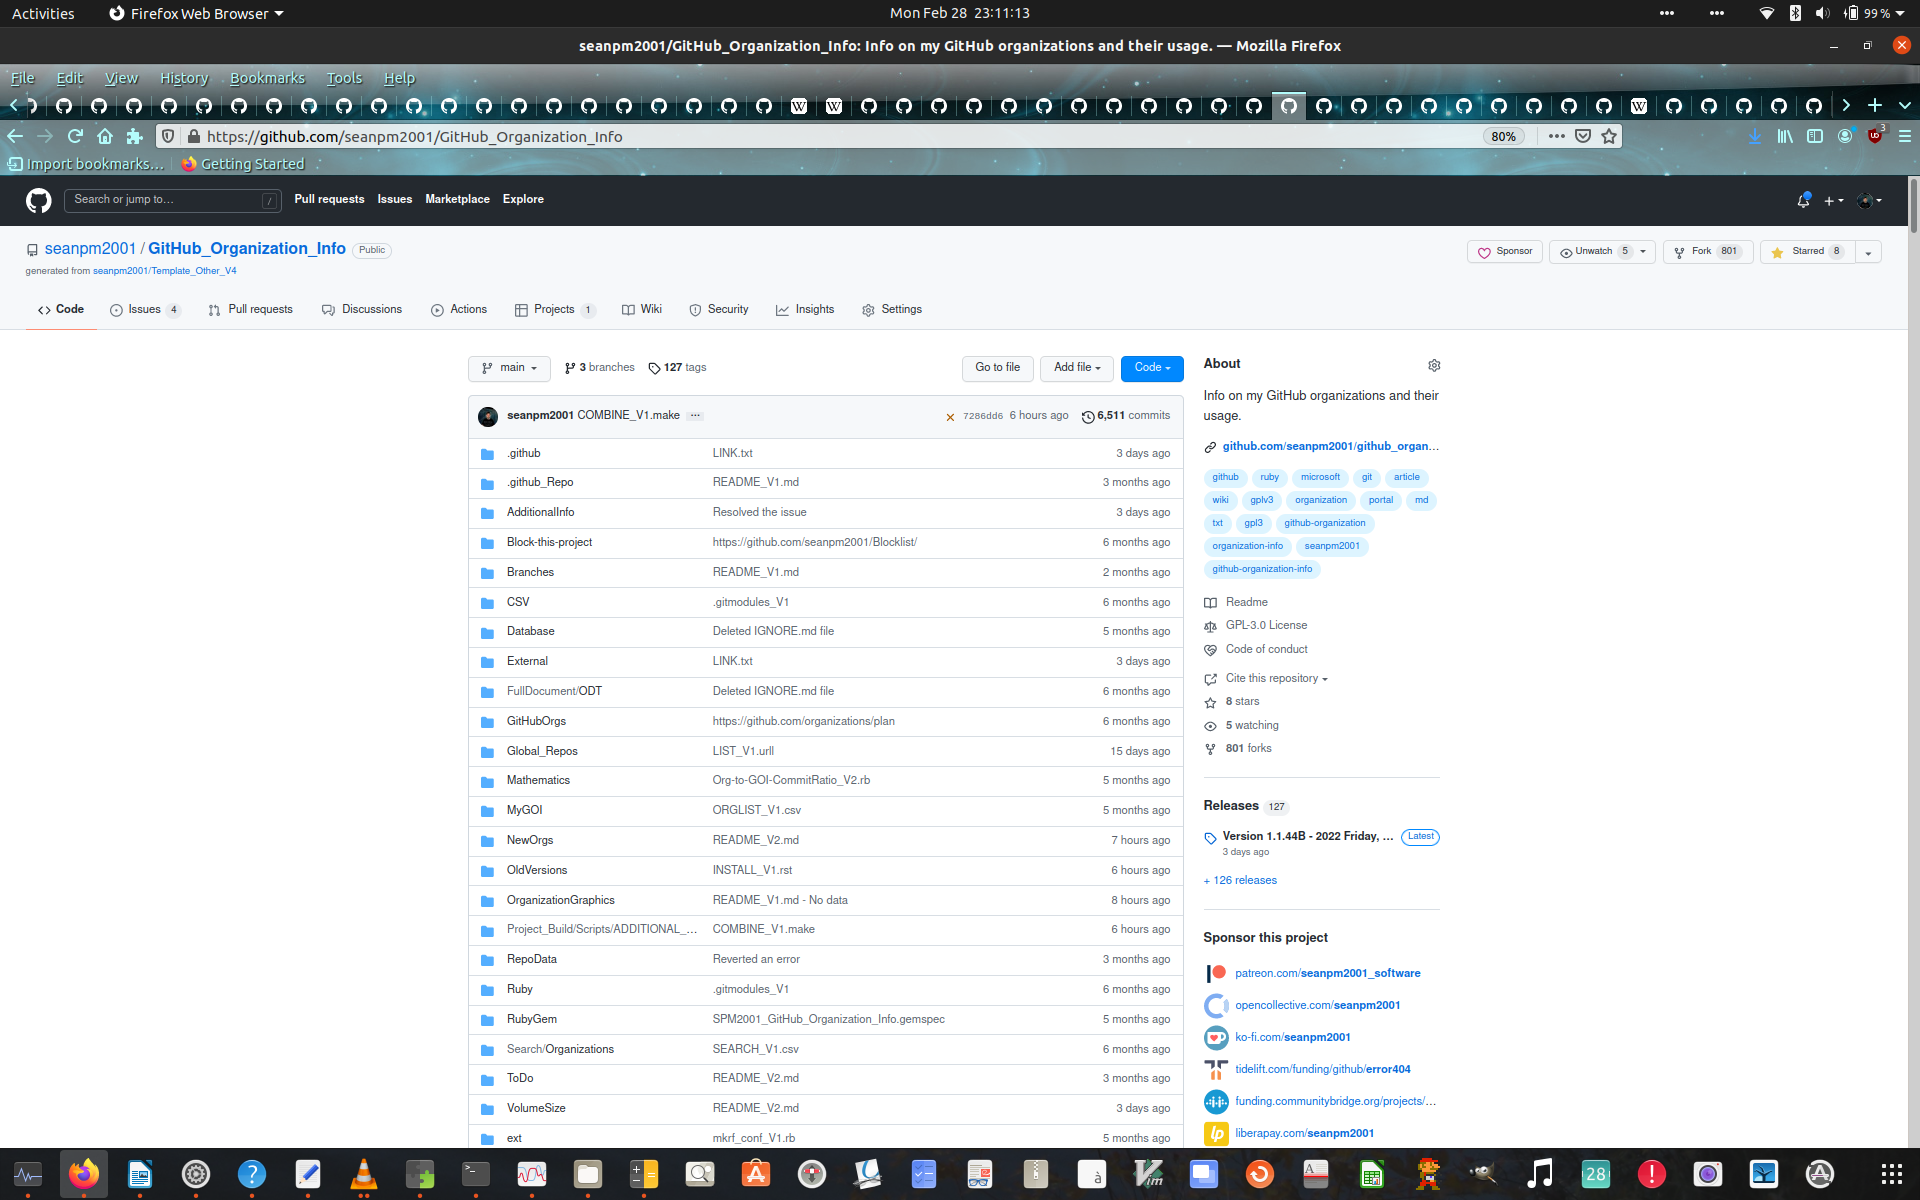 Activities
Firefox Web Browser
Mon Feb 28 23:11:13
99 %
seanpm2001/GitHub_Organization_Info: Info on my GitHub organizations and their usage. — Mozilla Firefox
File Edit View History Bookmarks Tools Help
https://github.com/seanpm2001/GitHub_Organization_Info
80%
3
Import bookmarks...
Getting Started
Search or jump to...
/
Pull requests Issues Marketplace Explore
seanpm2001 / GitHub_Organization_Info Public
generated from seanpm2001/Template_Other_V4
Sponsor
Unwatch 5
Fork 801
Starred 8
Code
Issues 4
Pull requests
Discussions
Actions
Projects 1
Wiki
Security
Insights
Settings
main
3 branches
127 tags
Go to file
Add file
Code
seanpm2001 COMBINE_V1.make ...
7286dd6 6 hours ago
6,511 commits
.github LINK.txt 3 days ago
.github_Repo README_V1.md 3 months ago
AdditionalInfo Resolved the issue 3 days ago
Block-this-project https://github.com/seanpm2001/Blocklist/ 6 months ago
Branches README_V1.md 2 months ago
CSV .gitmodules_V1 6 months ago
Database Deleted IGNORE.md file 5 months ago
External LINK.txt 3 days ago
FullDocument/ODT Deleted IGNORE.md file 6 months ago
GitHubOrgs https://github.com/organizations/plan 6 months ago
Global_Repos LIST_V1.urll 15 days ago
Mathematics Org-to-GOI-CommitRatio_V2.rb 5 months ago
MyGOI ORGLIST_V1.csv 5 months ago
NewOrgs README_V2.md 7 hours ago
OldVersions INSTALL_V1.rst 6 hours ago
OrganizationGraphics README_V1.md - No data 8 hours ago
Project_Build/Scripts/ADDITIONAL_... COMBINE_V1.make 6 hours ago
RepoData Reverted an error 3 months ago
Ruby .gitmodules_V1 6 months ago
RubyGem SPM2001_GitHub_Organization_Info.gemspec 5 months ago
Search/Organizations SEARCH_V1.csv 6 months ago
ToDo README_V2.md 3 months ago
VolumeSize README_V2.md 3 days ago
ext mkrf_conf_V1.rb 5 months ago
About
Info on my GitHub organizations and their
usage.
github.com/seanpm2001/github_organ...
github ruby microsoft git article
wiki gplv3 organization portal md
txt gpl3 github-organization
organization-info seanpm2001
github-organization-info
Readme
GPL-3.0 License
Code of conduct
Cite this repository
8 stars
5 watching
801 forks
Releases 127
Version 1.1.44B - 2022 Friday, ... Latest
3 days ago
+ 126 releases
Sponsor this project
patreon.com/seanpm2001_software
opencollective.com/seanpm2001
ko-fi.com/seanpm2001
tidelift.com/funding/github/error404
funding.communitybridge.org/projects/...
lp
liberapay.com/seanpm2001
28